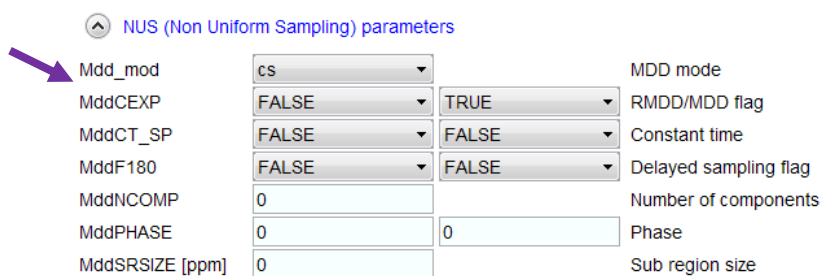 NUS (Non Uniform Sampling) parameters
Mdd_mod cs MDD mode
MddCEXP FALSE TRUE RMDD/MDD flag
MddCT_SP FALSE FALSE Constant time
MddF180 FALSE FALSE Delayed sampling flag
MddNCOMP 0 Number of components
MddPHASE 0 0 Phase
MddSRSIZE [ppm] 0 Sub region size